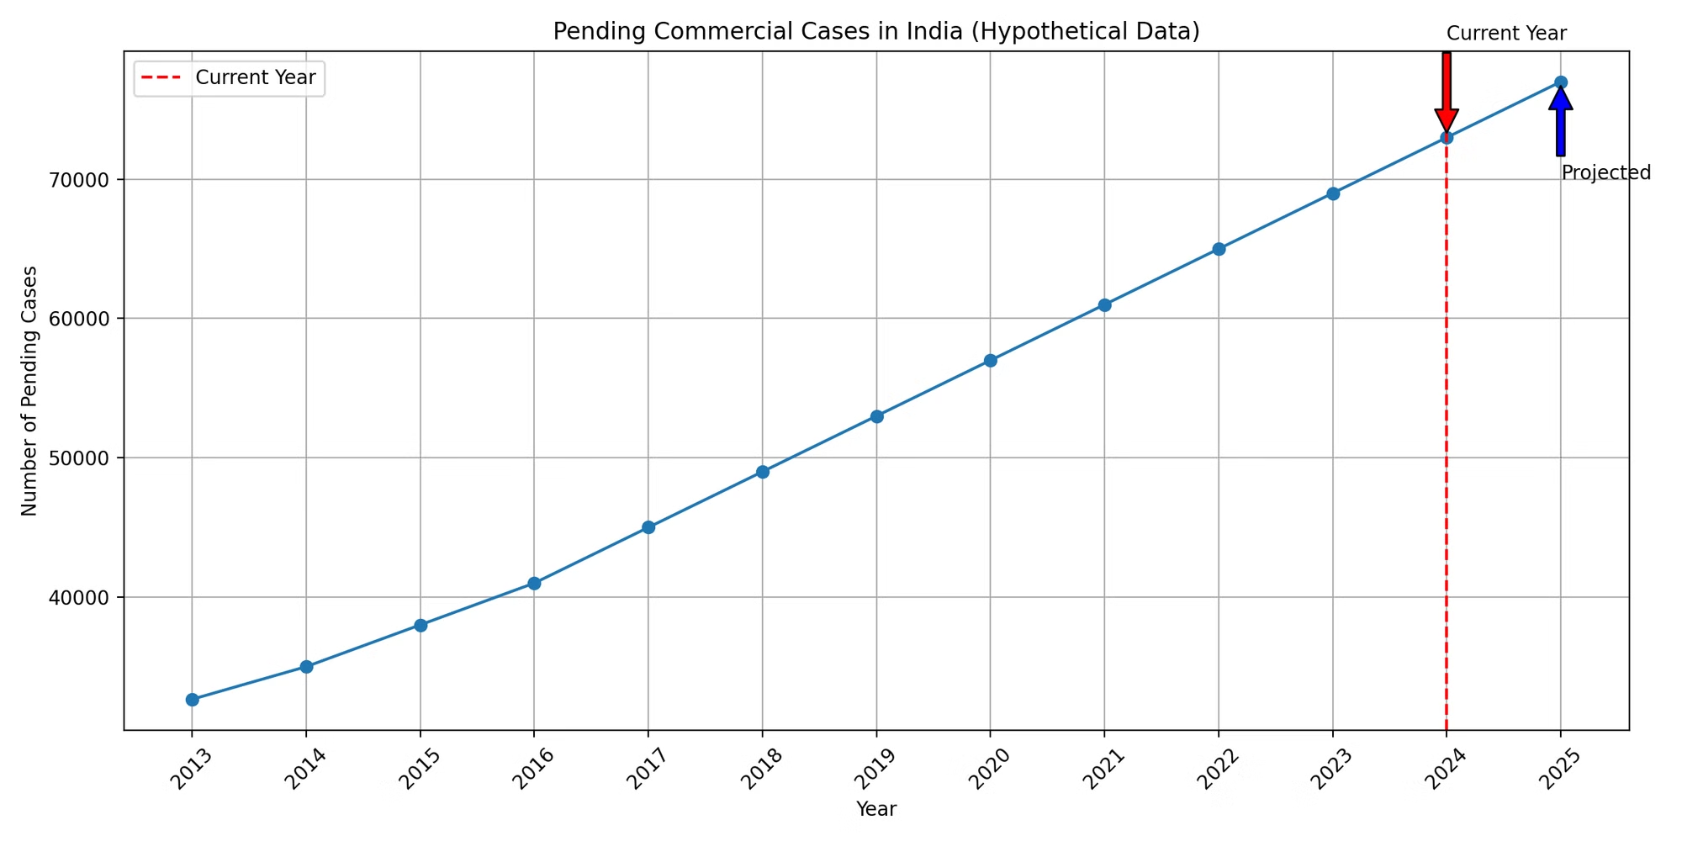 Pending Commercial Cases in India (Hypothetical Data)
Current Year
Current Year
Projected
Number of Pending Cases
70000
60000
50000
40000
2013
2014
2015
2016
2017
2018
2019
2020
2021
2022
2023
2024
2025
Year